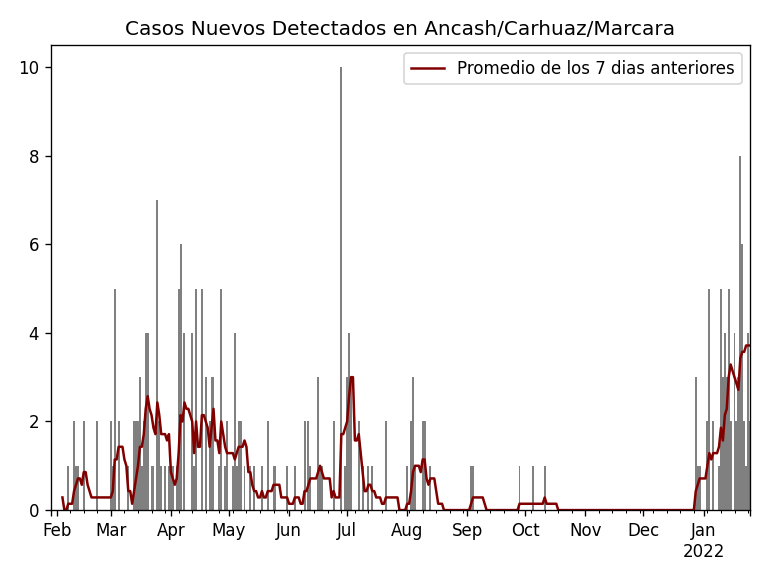 Casos Nuevos Detectados en Ancash/Carhuaz/Marcara
Promedio de los 7 dias anteriores
10
8
6
4
2
0
Feb Mar Apr May Jun Jul Aug Sep Oct Nov Dec Jan
2022